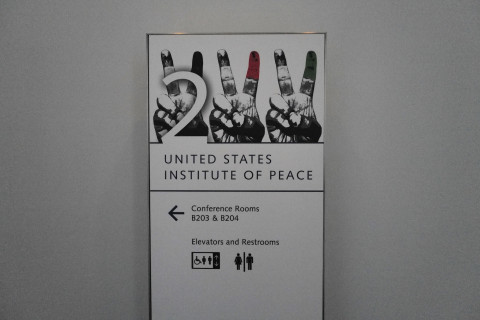 2
UNITED STATES
INSTITUTE OF PEACE
Conference Rooms
B203 & B204
Elevators and Restrooms